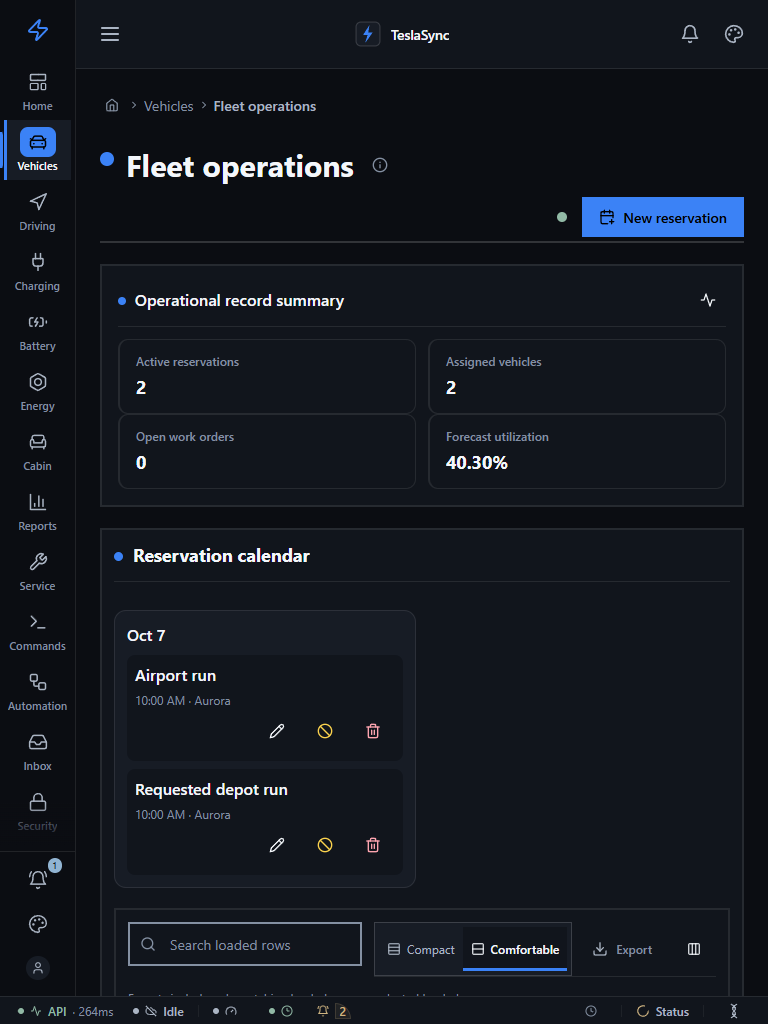 TeslaSync
Home
Vehicles
Driving
Charging
Battery
Energy
Cabin
Reports
Service
Commands
Automation
Inbox
Security
1
Vehicles
Fleet operations
Fleet operations
New reservation
Operational record summary
Active reservations
2
Assigned vehicles
2
Open work orders
0
Forecast utilization
40.30%
Reservation calendar
Oct 7
Airport run
10:00 AM · Aurora
Requested depot run
10:00 AM · Aurora
Search loaded rows
Compact
Comfortable
Export
API · 264ms
Idle
2
Status